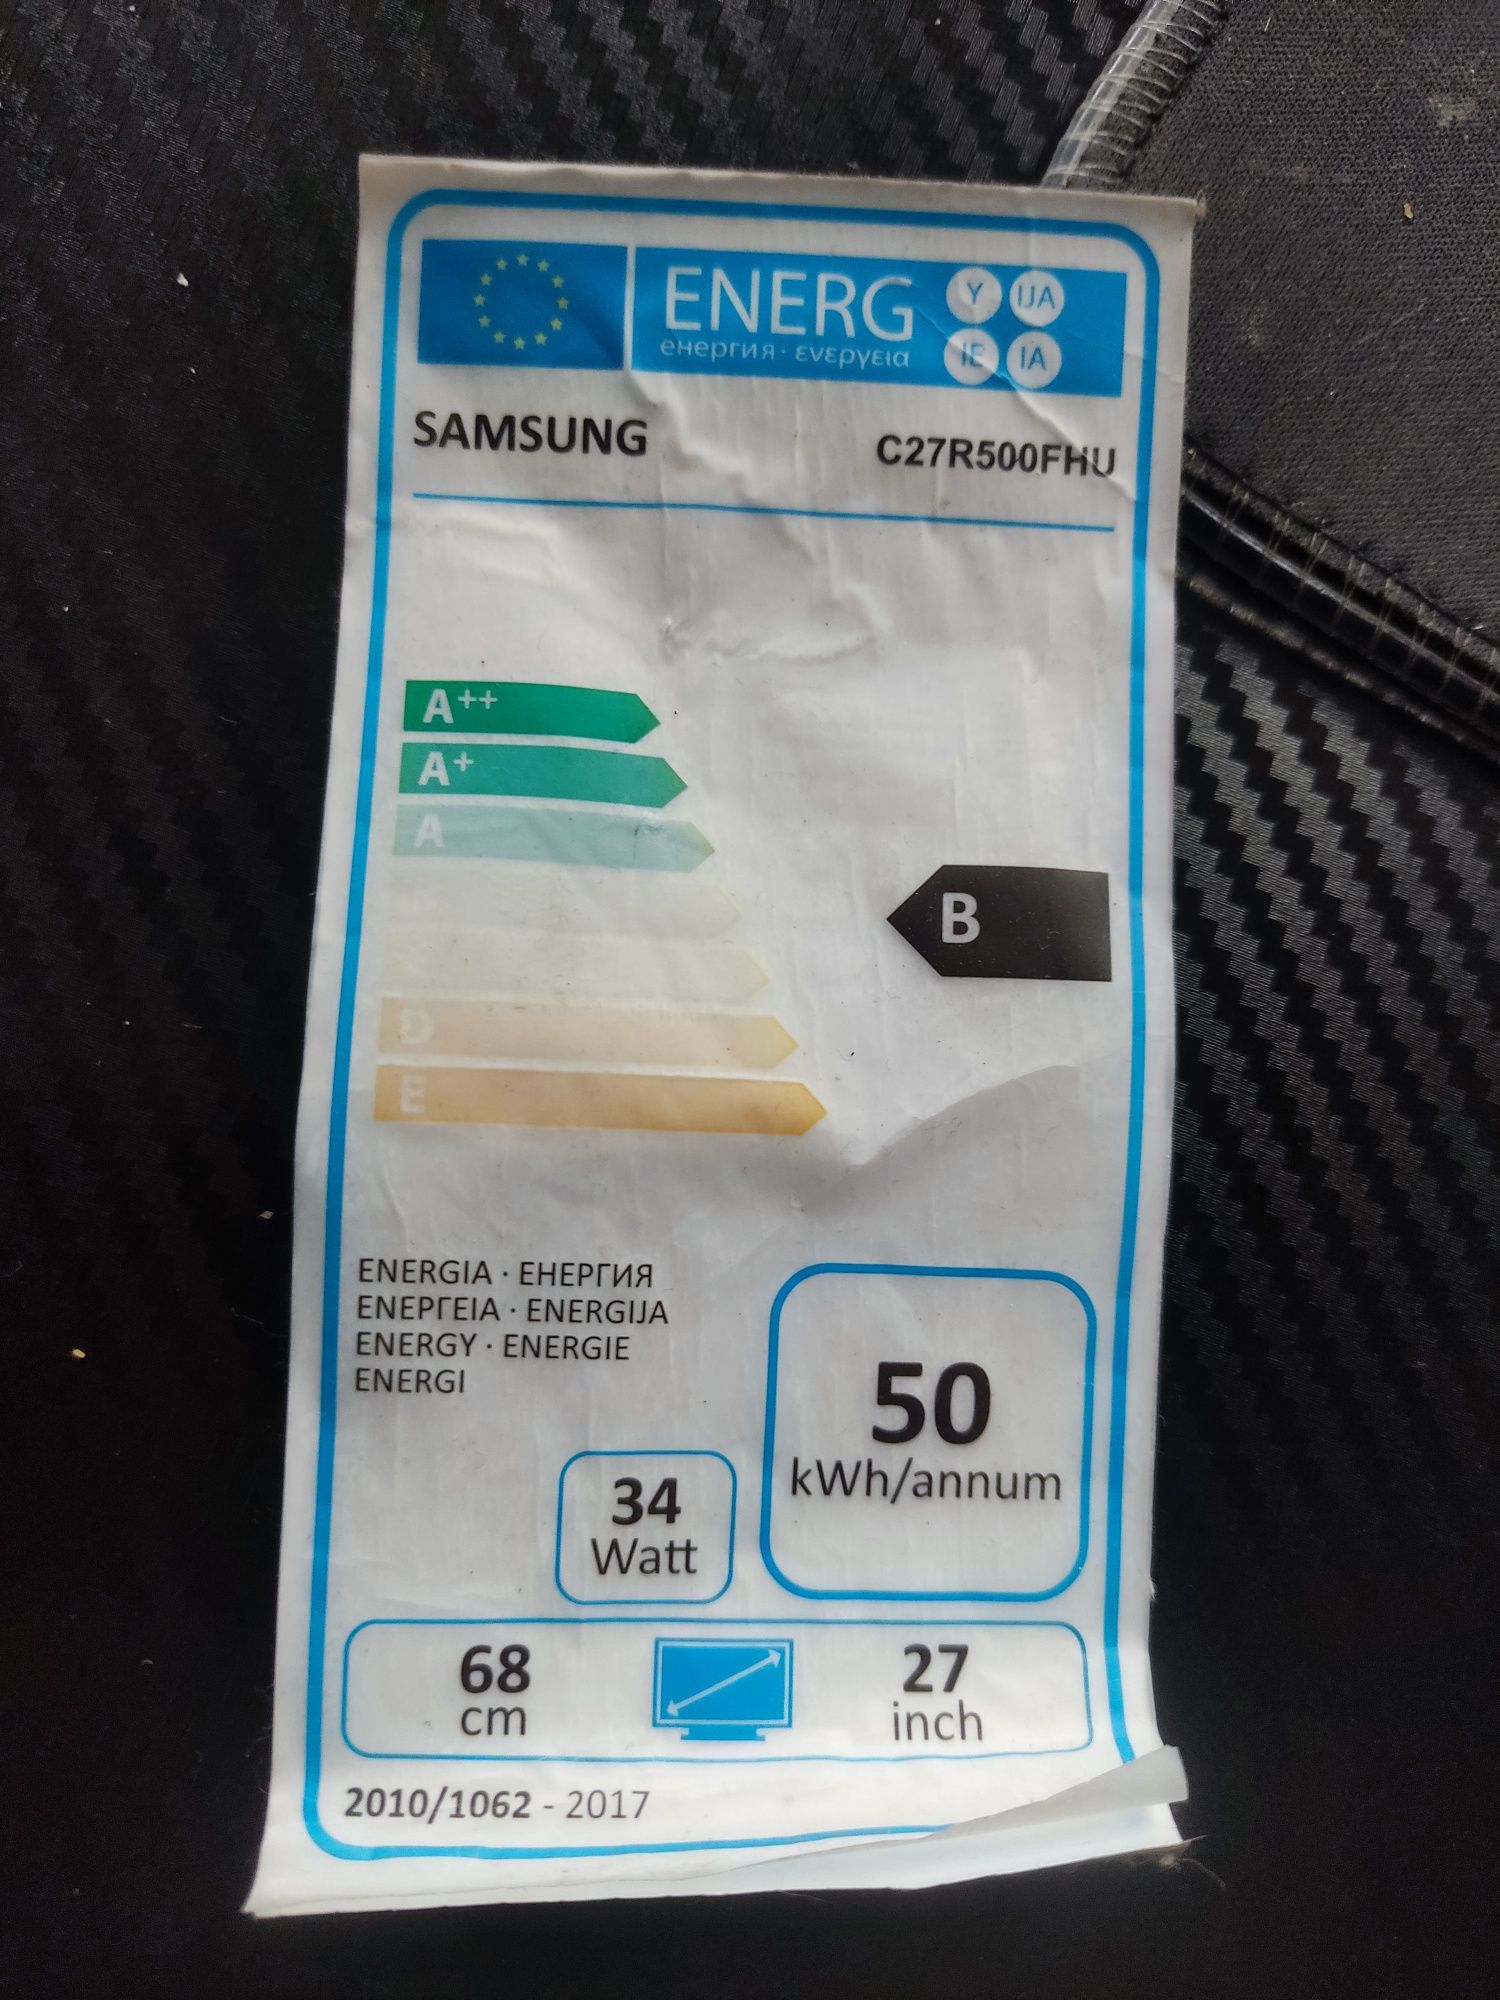 ENERG Y IJA
енергия · ενεργεια IE IA
SAMSUNG C27R500FHU
A++
A+
A
B
D
E
ENERGIA · ЕНЕРГИЯ
ΕΝΕΡΓΕΙΑ · ENERGIJA
ENERGY · ENERGIE
ENERGI
50
kWh/annum
34
Watt
68
cm
27
inch
2010/1062 - 2017